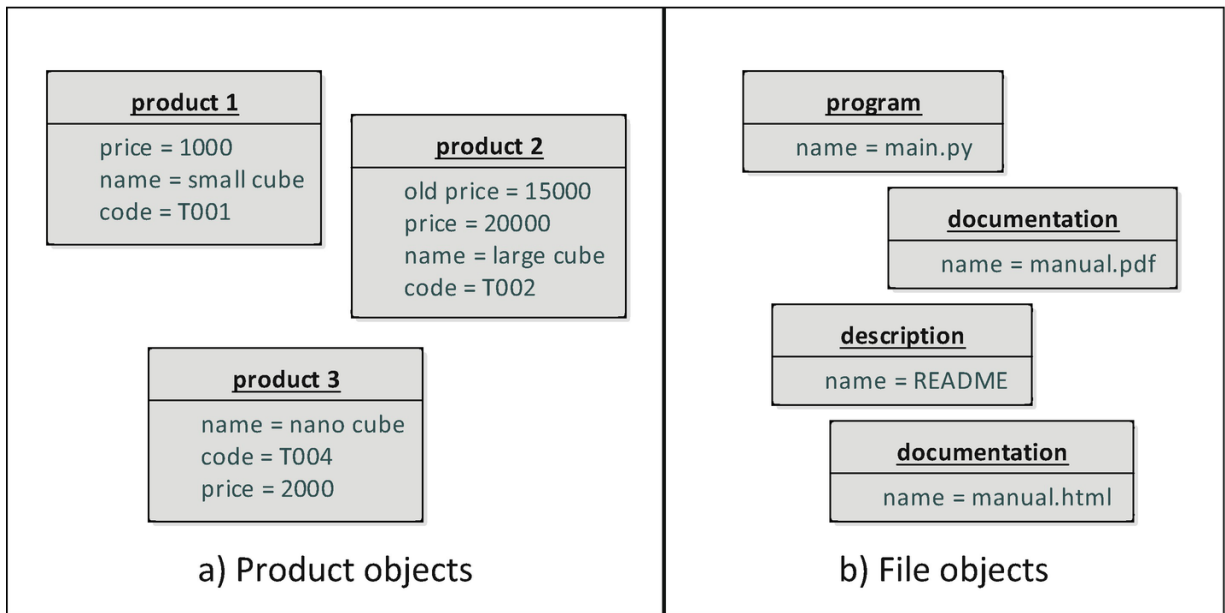 product 1
price = 1000
name = small cube
code = T001
product 2
old price = 15000
price = 20000
name = large cube
code = T002
product 3
name = nano cube
code = T004
price = 2000
a) Product objects
program
name = main.py
documentation
name = manual.pdf
description
name = README
documentation
name = manual.html
b) File objects